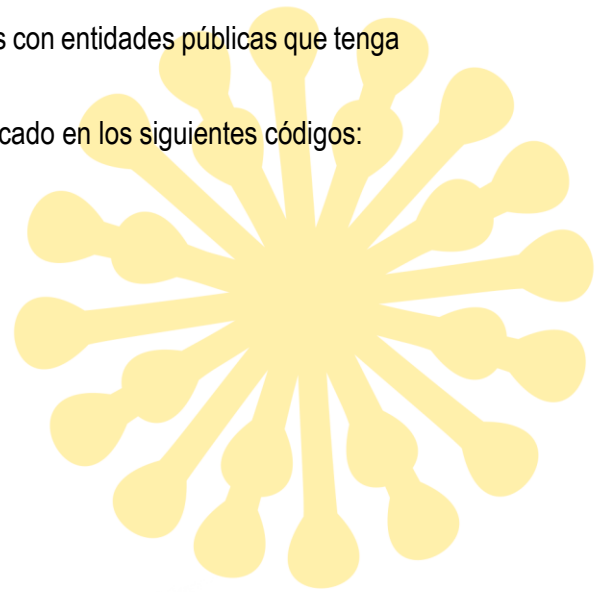 s con entidades públicas que tenga
cado en los siguientes códigos: